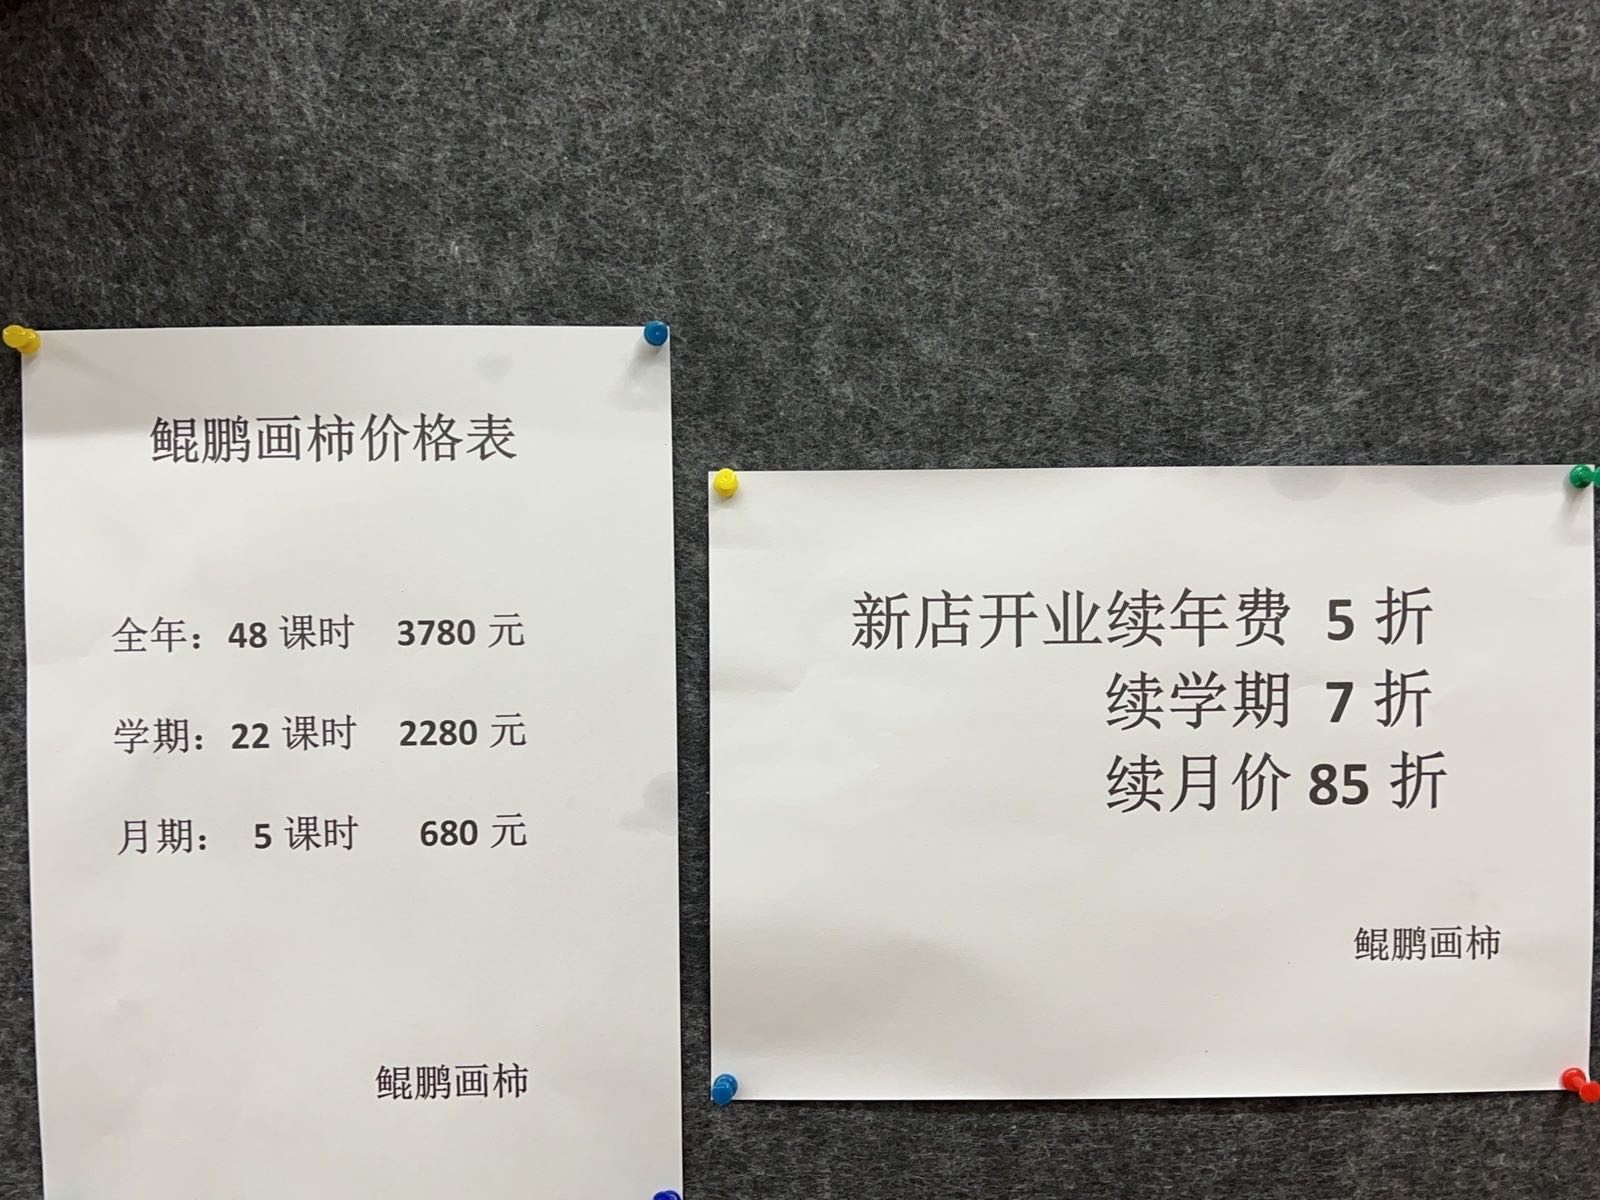 鲲鹏画柿价格表
全年：48 课时 3780 元
学期：22 课时 2280 元
月期： 5 课时 680 元
鲲鹏画柿
新店开业续年费 5 折
续学期 7 折
续月价 85 折
鲲鹏画柿